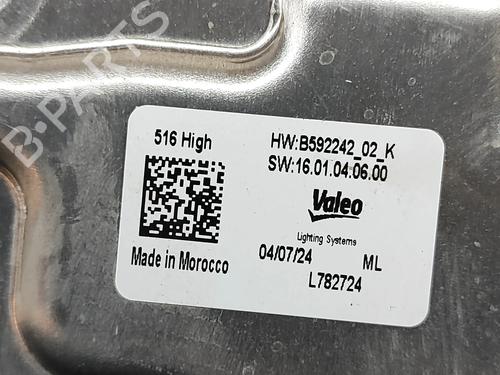 B-PARTS
516 High
HW:B592242_02_K
SW:16.01.04.06.00
Valeo
Lighting Systems
Made in Morocco
04/07/24 ML
L782724